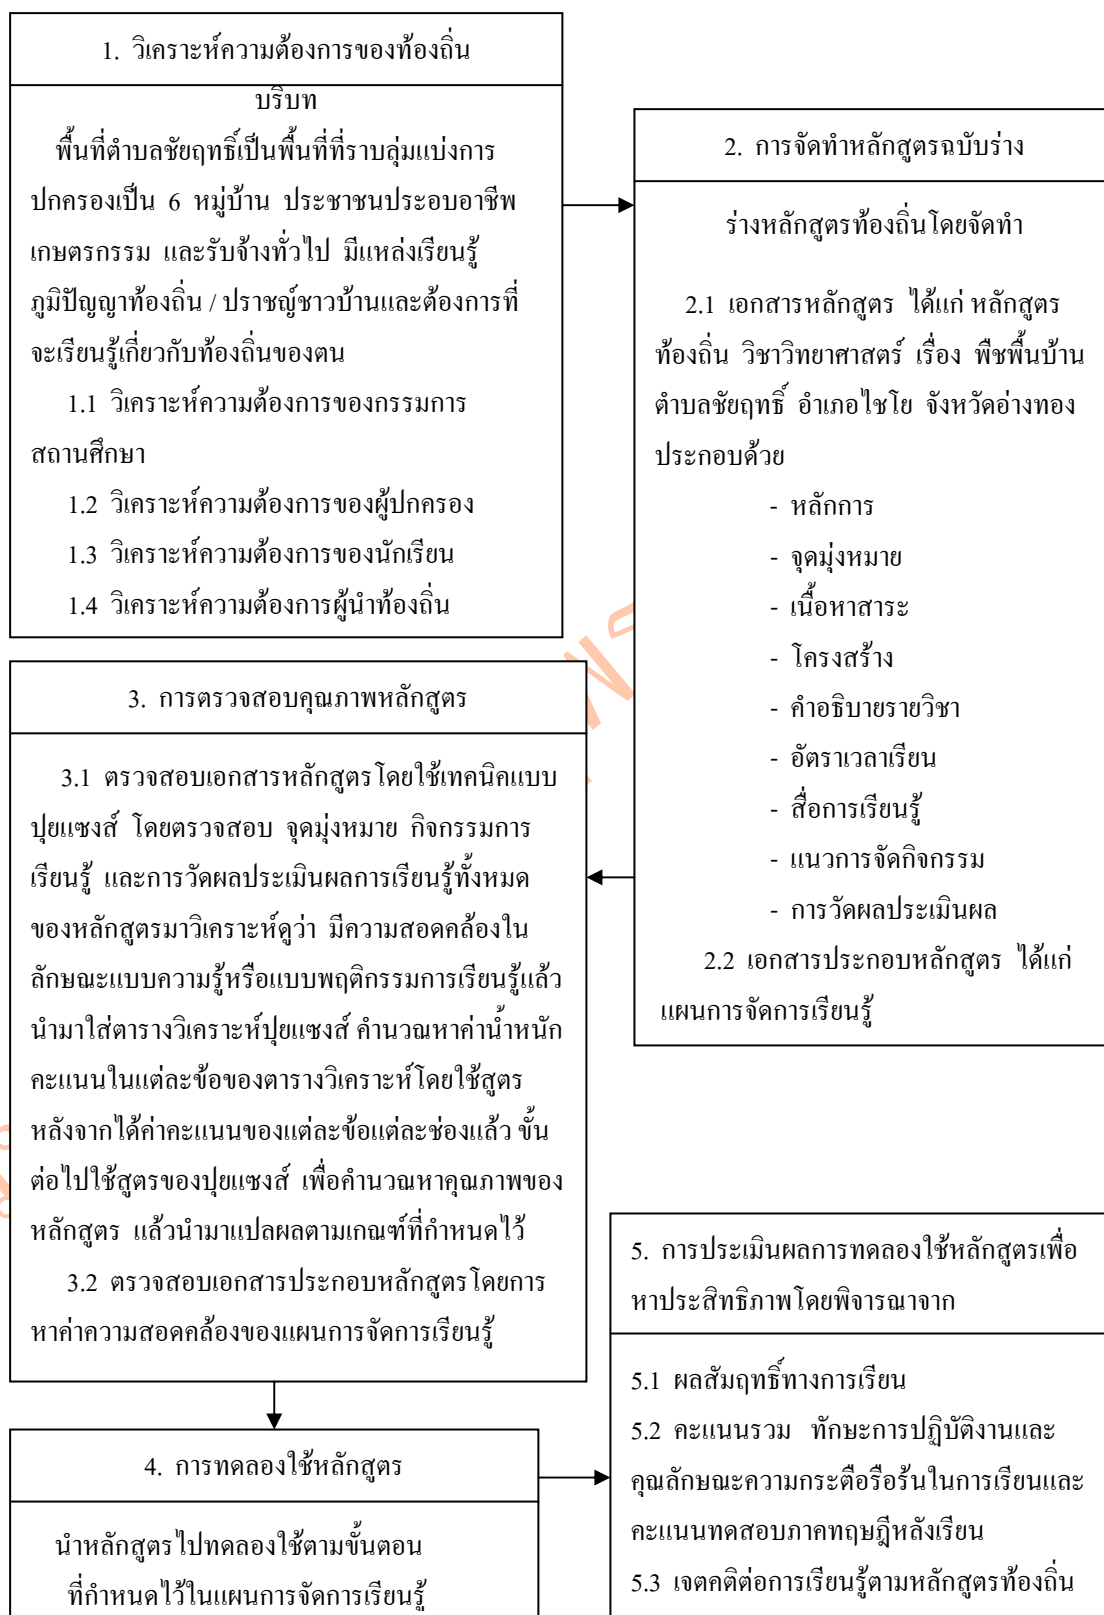 1. วิเคราะห์ความต้องการของท้องถิ่น
บริบท
พื้นที่ตำบลชัยฤทธิ์เป็นพื้นที่ที่ราบลุ่มแบ่งการ
ปกครองเป็น 6 หมู่บ้าน ประชาชนประอบอาชีพ
เกษตรกรรม และรับจ้างทั่วไป มีแหล่งเรียนรู้
ภูมิปัญญาท้องถิ่น / ปราชญ์ชาวบ้านและต้องการที่
จะเรียนรู้เกี่ยวกับท้องถิ่นของตน
1.1 วิเคราะห์ความต้องการของกรรมการ
สถานศึกษา
1.2 วิเคราะห์ความต้องการของผู้ปกครอง
1.3 วิเคราะห์ความต้องการของนักเรียน
1.4 วิเคราะห์ความต้องการผู้นำท้องถิ่น
2. การจัดทำหลักสูตรฉบับร่าง
ร่างหลักสูตรท้องถิ่นโดยจัดทำ
2.1 เอกสารหลักสูตร ได้แก่ หลักสูตร
ท้องถิ่น วิชาวิทยาศาสตร์ เรื่อง พืชพื้นบ้าน
ตำบลชัยฤทธิ์ อำเภอไชโย จังหวัดอ่างทอง
ประกอบด้วย
- หลักการ
- จุดมุ่งหมาย
- เนื้อหาสาระ
- โครงสร้าง
- คำอธิบายรายวิชา
- อัตราเวลาเรียน
- สื่อการเรียนรู้
- แนวการจัดกิจกรรม
- การวัดผลประเมินผล
2.2 เอกสารประกอบหลักสูตร ได้แก่
แผนการจัดการเรียนรู้
3. การตรวจสอบคุณภาพหลักสูตร
3.1 ตรวจสอบเอกสารหลักสูตรโดยใช้เทคนิคแบบ
ปุยแซงส์ โดยตรวจสอบ จุดมุ่งหมาย กิจกรรมการ
เรียนรู้ และการวัดผลประเมินผลการเรียนรู้ทั้งหมด
ของหลักสูตรมาวิเคราะห์ดูว่า มีความสอดคล้องใน
ลักษณะแบบความรู้หรือแบบพฤติกรรมการเรียนรู้แล้ว
นำมาใส่ตารางวิเคราะห์ปุยแซงส์ คำนวณหาค่าน้ำหนัก
คะแนนในแต่ละข้อของตารางวิเคราะห์โดยใช้สูตร
หลังจากได้ค่าคะแนนของแต่ละข้อแต่ละช่องแล้ว ขั้น
ต่อไปใช้สูตรของปุยแซงส์ เพื่อคำนวณหาคุณภาพของ
หลักสูตร แล้วนำมาแปลผลตามเกณฑ์ที่กำหนดไว้
3.2 ตรวจสอบเอกสารประกอบหลักสูตรโดยการ
หาค่าความสอดคล้องของแผนการจัดการเรียนรู้
4. การทดลองใช้หลักสูตร
นำหลักสูตรไปทดลองใช้ตามขั้นตอน
ที่กำหนดไว้ในแผนการจัดการเรียนรู้
5. การประเมินผลการทดลองใช้หลักสูตรเพื่อ
หาประสิทธิภาพโดยพิจารณาจาก
5.1 ผลสัมฤทธิ์ทางการเรียน
5.2 คะแนนรวม ทักษะการปฏิบัติงานและ
คุณลักษณะความกระตือรือร้นในการเรียนและ
คะแนนทดสอบภาคทฤษฎีหลังเรียน
5.3 เจตคติต่อการเรียนรู้ตามหลักสูตรท้องถิ่น